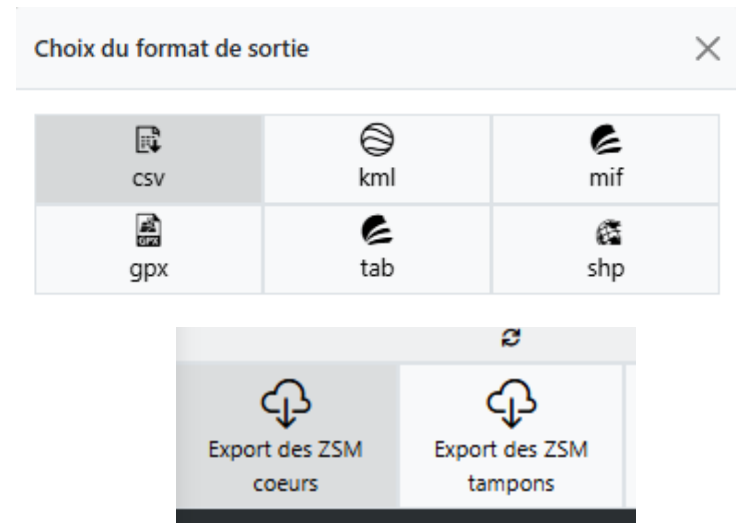 Choix du format de sortie
csv
kml
mif
GPX
gpx
tab
shp
Export des ZSM
coeurs
Export des ZSM
tampons